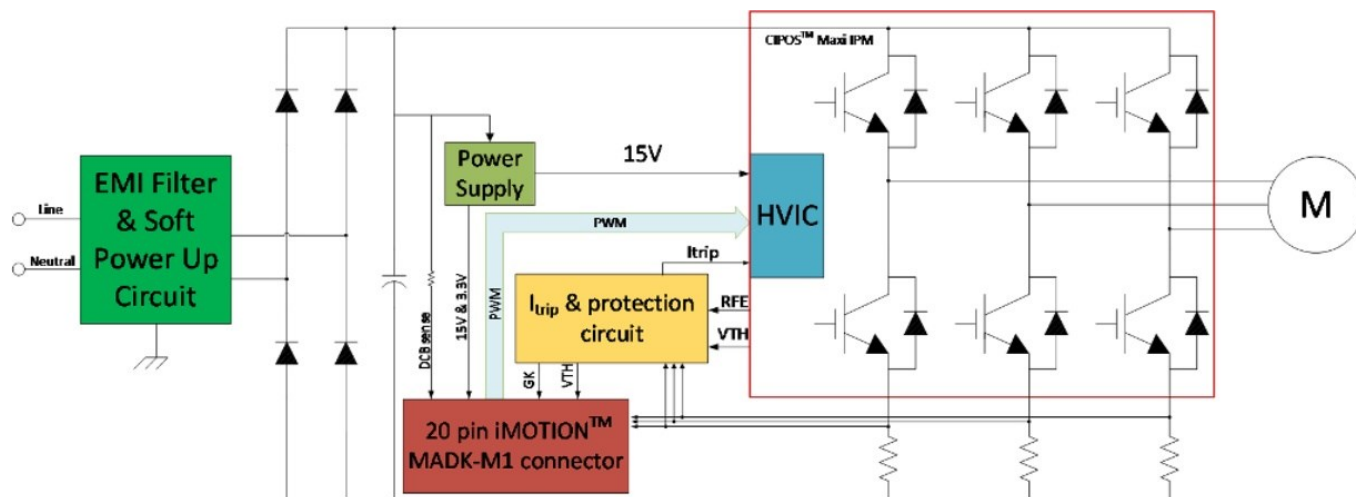 CIPOS™ Maxi IPM
Power
Supply
15V
EMI Filter
& Soft
Power Up
Circuit
Line
Neutral
HVIC
M
PWM
Itrip
PWM
15V & 3.3V
DCB sense
Itrip & protection
circuit
RFE
VTH
GK
VTH
20 pin iMOTION™
MADK-M1 connector